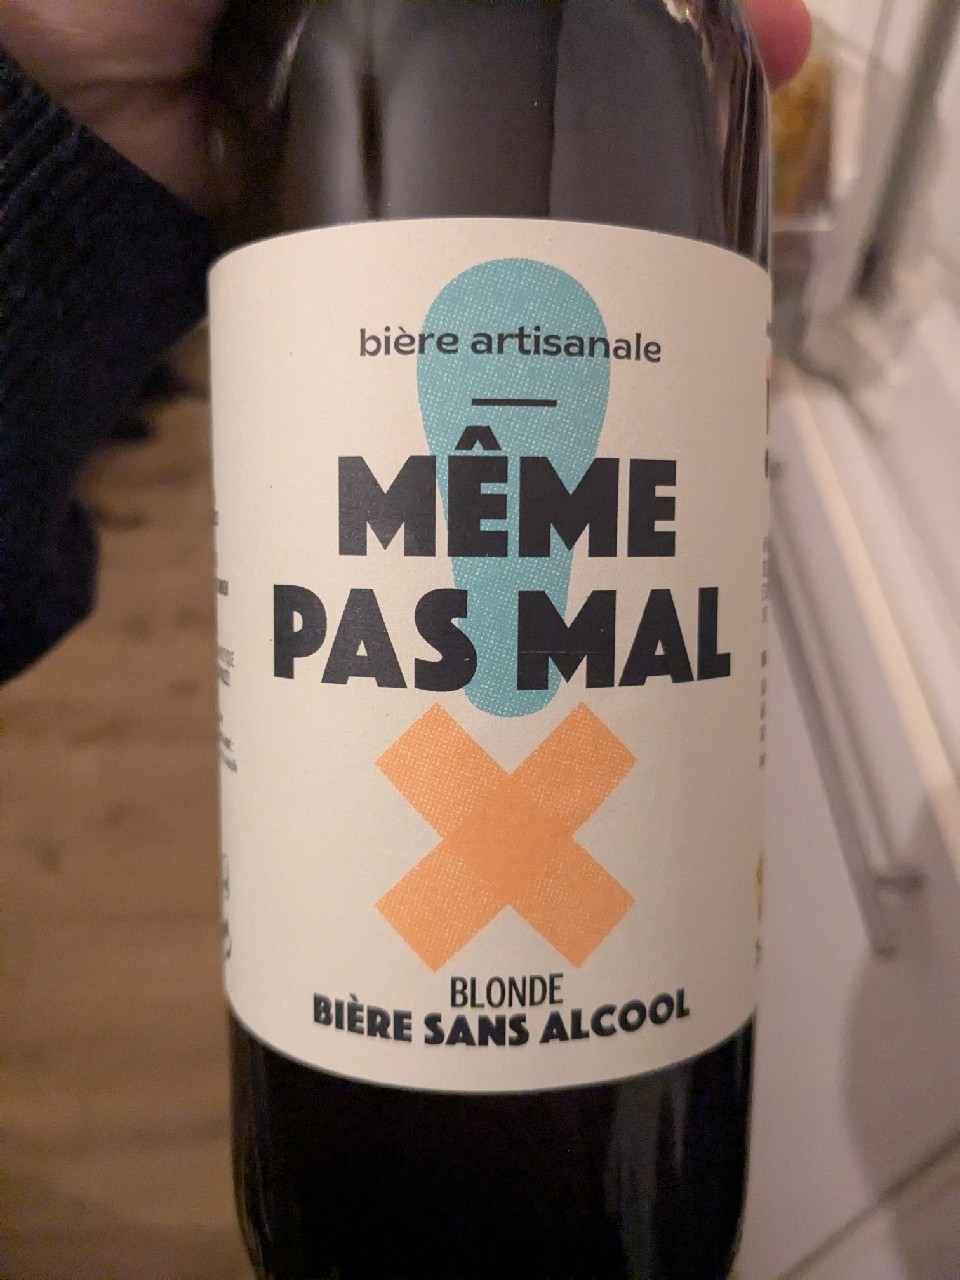 bière artisanale
MÊME
PAS MAL
BLONDE
BIÈRE SANS ALCOOL